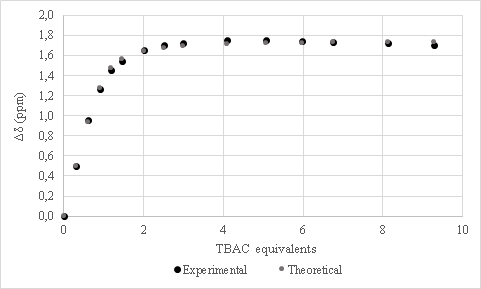 2,0
1,8
1,6
1,4
1,2
1,0
0,8
0,6
0,4
0,2
0,0
Δδ (ppm)
0 2 4 6 8 10
TBAC equivalents
Experimental Theoretical